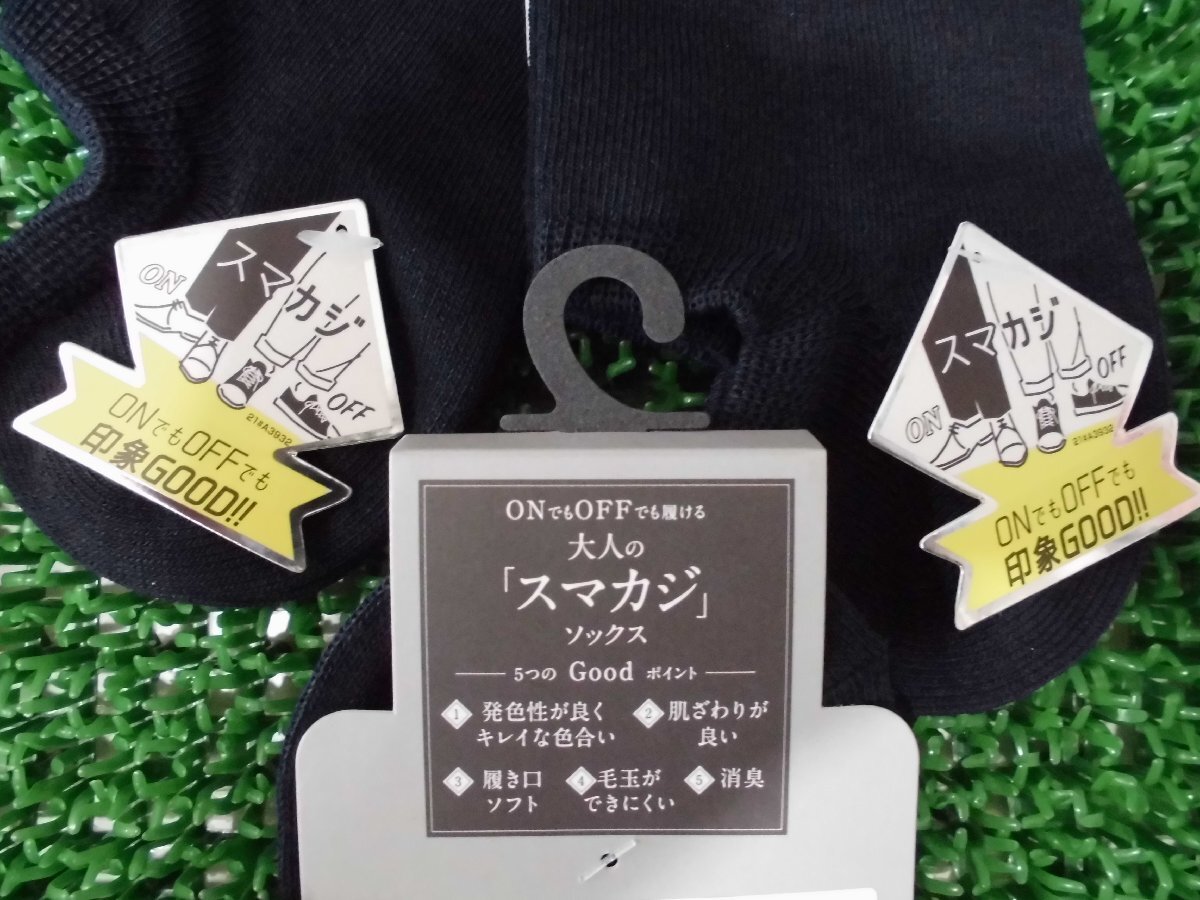 スマカジ
ON
OFF
21#A3932
ONでもOFFでも
印象GOOD!!
ONでもOFFでも履ける
大人の
「スマカジ」
ソックス
5つの Good ポイント
1 発色性が良く
キレイな色合い
2 肌ざわりが
良い
3 履き口
ソフト
4 毛玉が
できにくい
5 消臭
スマカジ
ON
OFF
21#A3932
ONでもOFFでも
印象GOOD!!